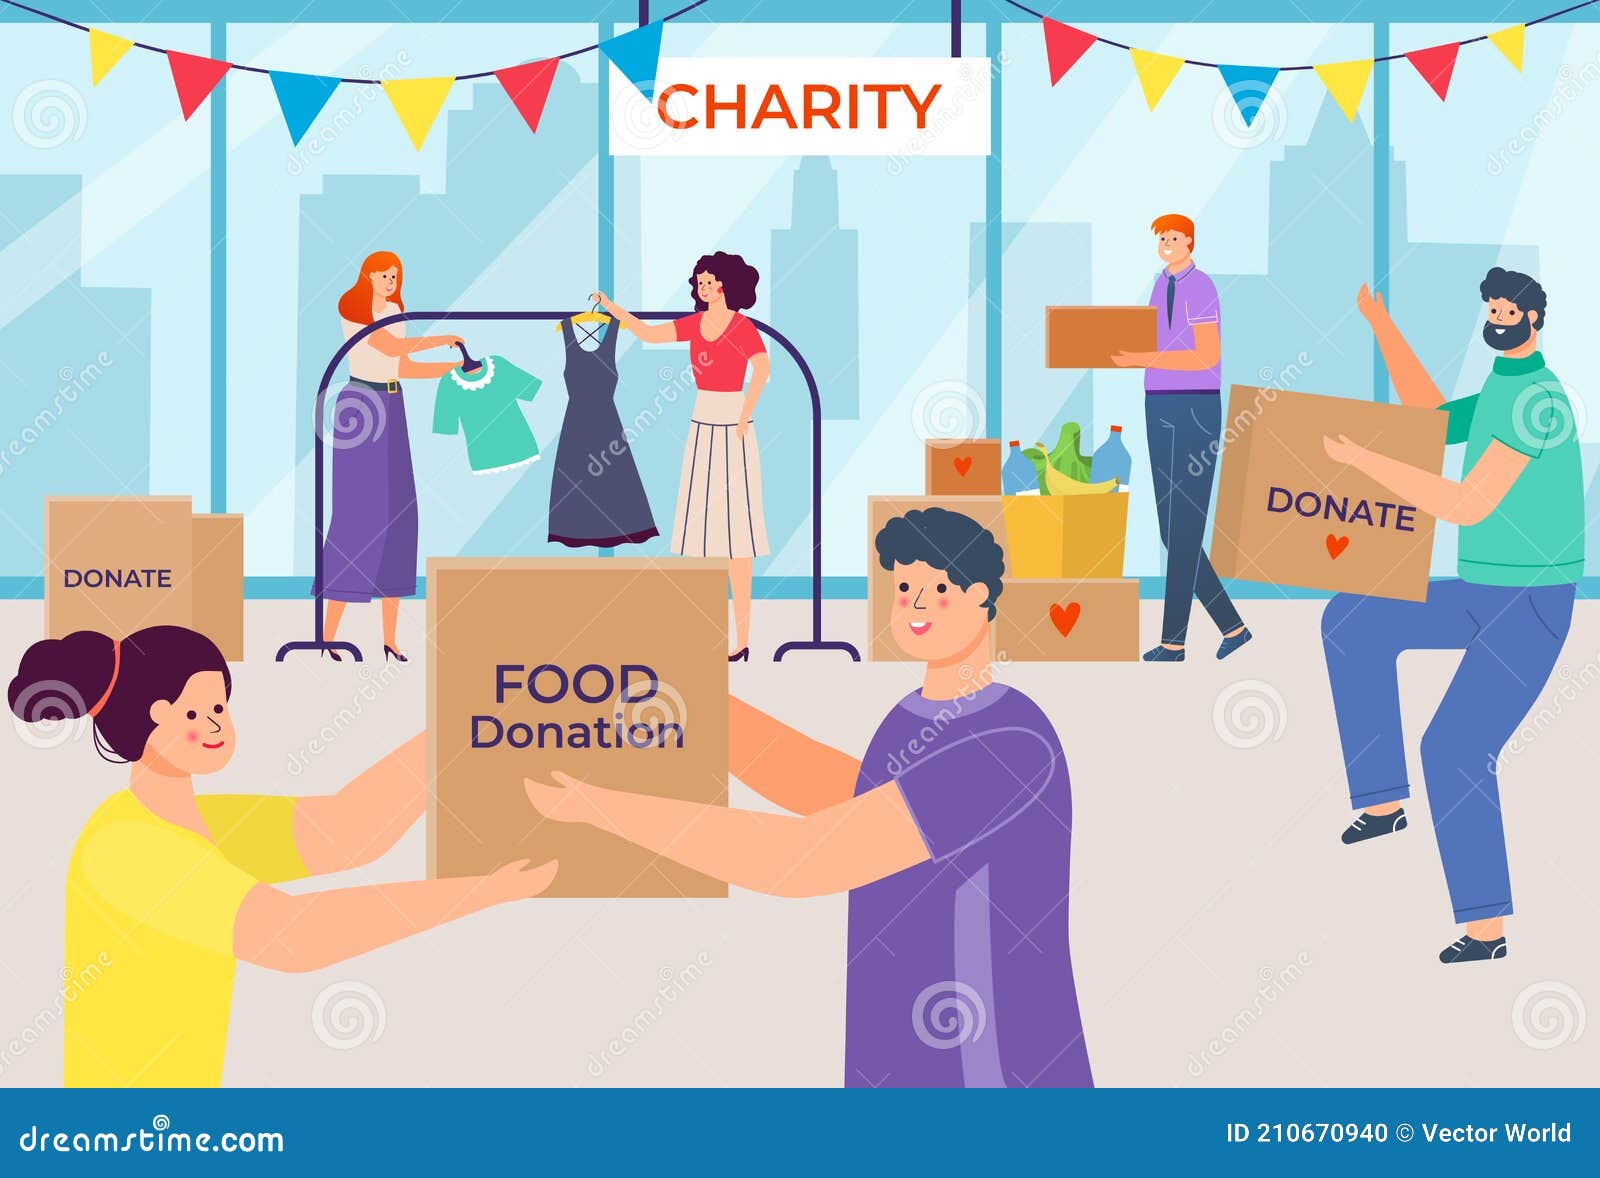 CHARITY
DONATE
DONATE
FOOD
Donation
dreamstime.com
ID 210670940 © Vector World